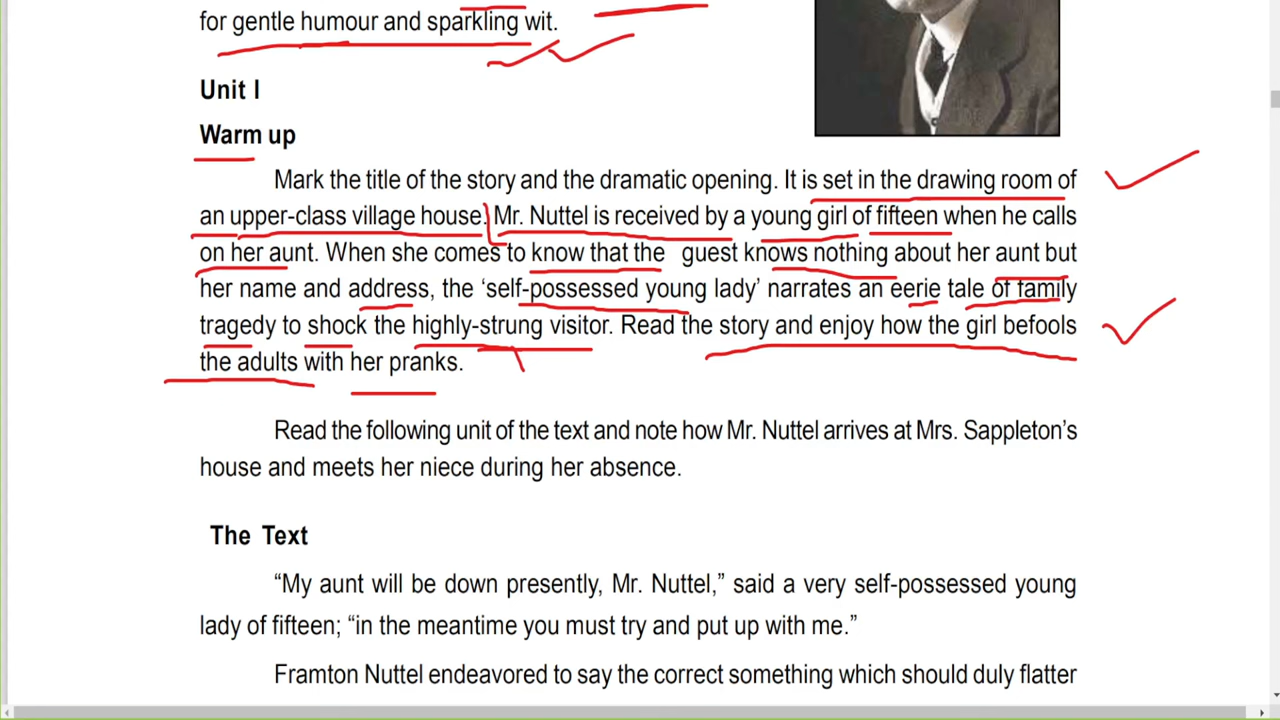 for gentle humour and sparkling wit.
Unit I
Warm up
Mark the title of the story and the dramatic opening. It is set in the drawing room of
an upper-class village house. Mr. Nuttel is received by a young girl of fifteen when he calls
on her aunt. When she comes to know that the guest knows nothing about her aunt but
her name and address, the ‘self-possessed young lady’ narrates an eerie tale of family
tragedy to shock the highly-strung visitor. Read the story and enjoy how the girl befools
the adults with her pranks.
Read the following unit of the text and note how Mr. Nuttel arrives at Mrs. Sappleton’s
house and meets her niece during her absence.
The Text
“My aunt will be down presently, Mr. Nuttel,” said a very self-possessed young
lady of fifteen; “in the meantime you must try and put up with me.”
Framton Nuttel endeavored to say the correct something which should duly flatter